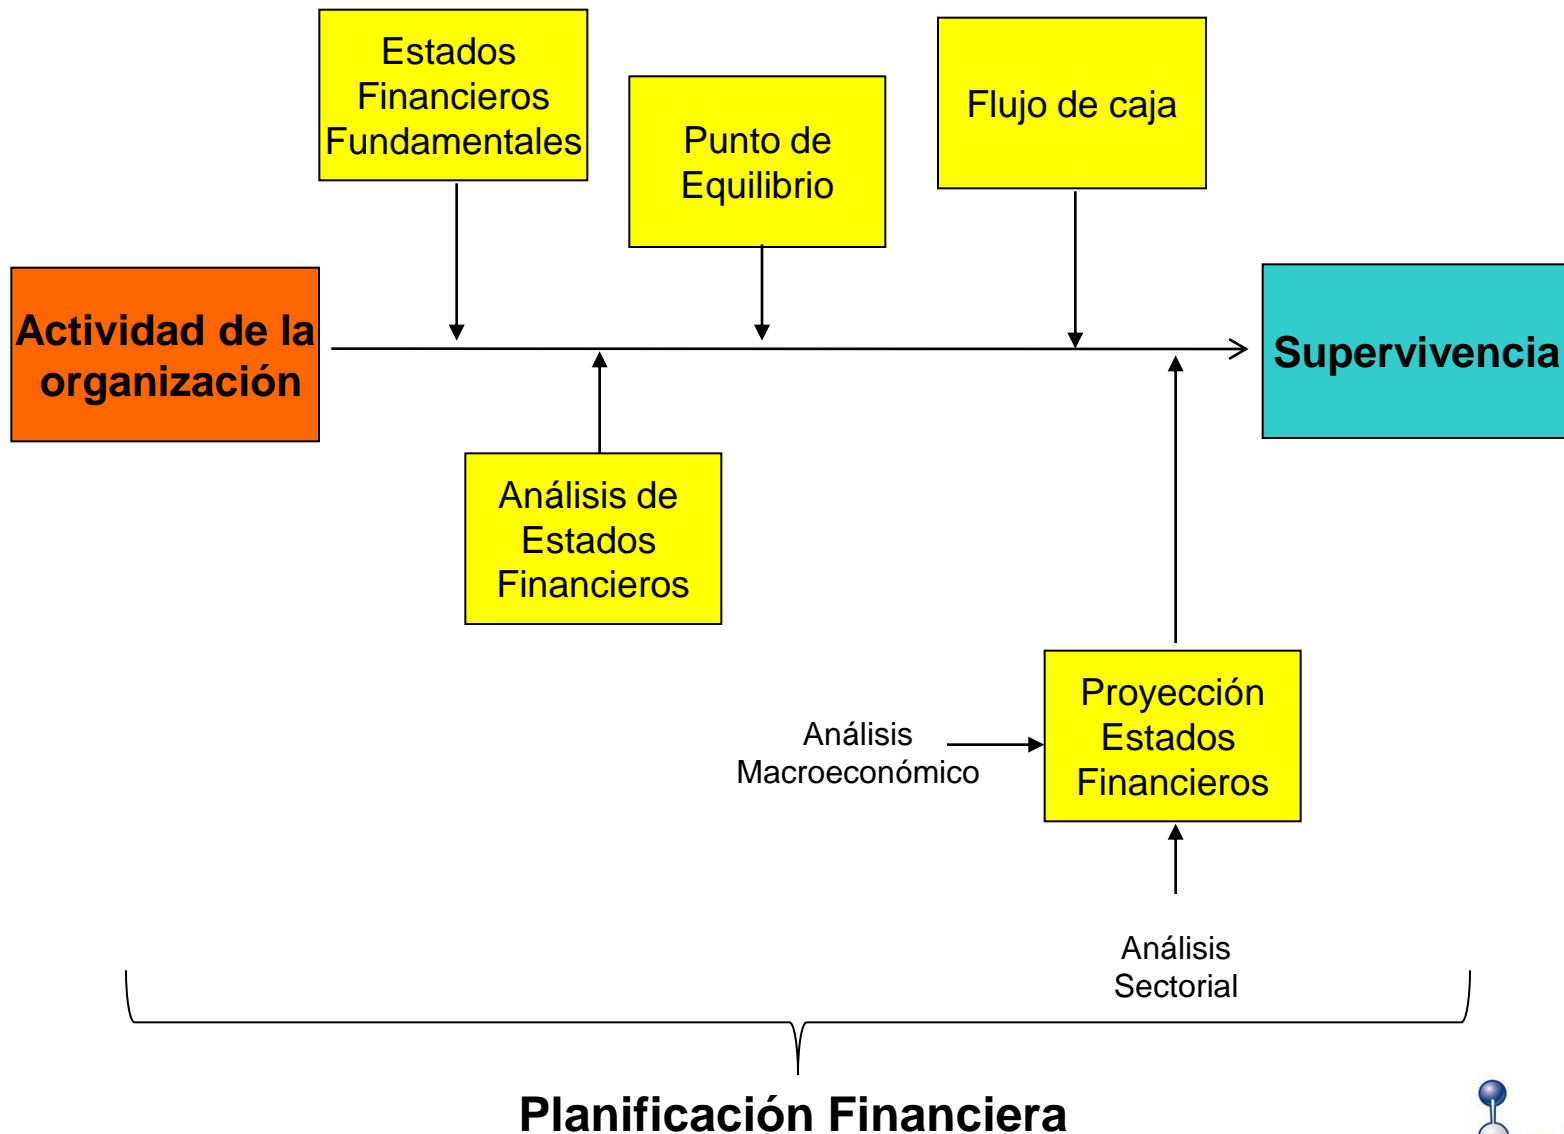 Estados
Financieros
Fundamentales
Punto de
Equilibrio
Flujo de caja
Actividad de la
organización
Supervivencia
Análisis de
Estados
Financieros
Proyección
Estados
Financieros
Análisis
Macroeconómico
Análisis
Sectorial
Planificación Financiera